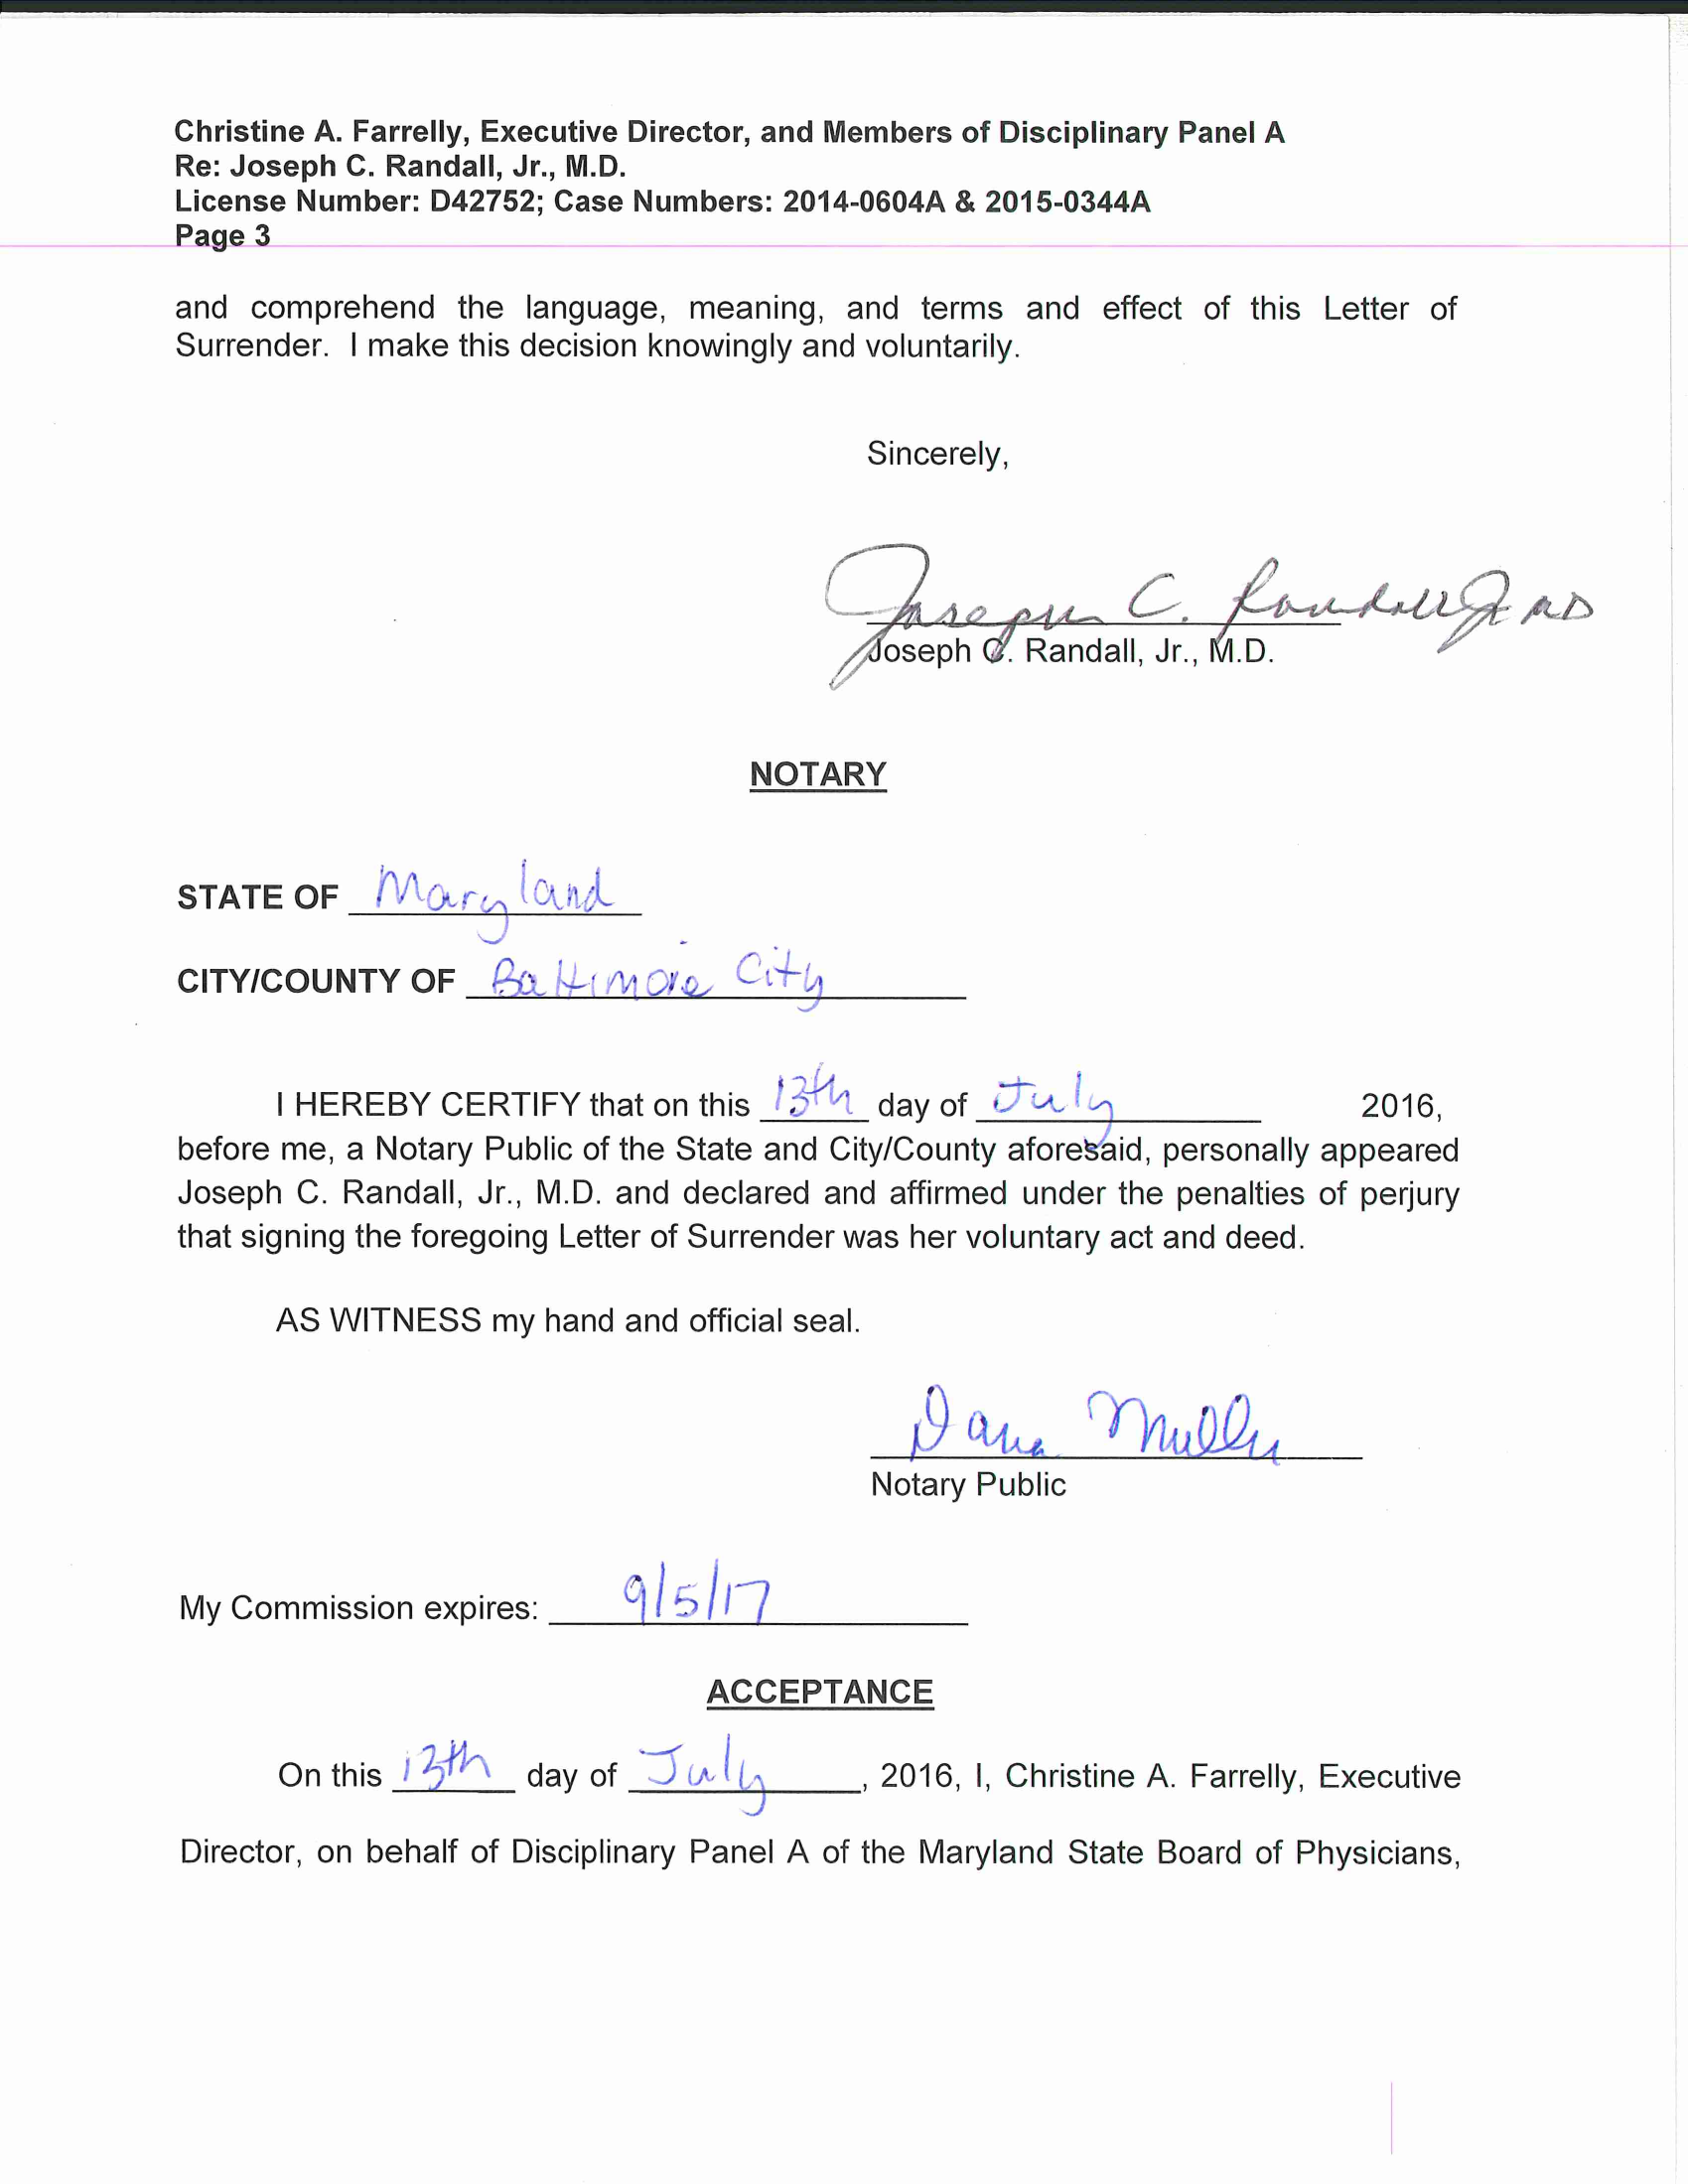 Christine A. Farrelly, Executive Director, and Members of Disciplinary Panel A
Re: Joseph C. Randall, Jr., M.D.
License Number: D42752; Case Numbers: 2014-0604A & 2015-0344A
Page 3
and comprehend the language, meaning, and terms and effect of this Letter of
Surrender. I make this decision knowingly and voluntarily.
Sincerely,
Joseph C. Randall Jr MD
Joseph C. Randall, Jr., M.D.
NOTARY
STATE OF Maryland
CITY/COUNTY OF Baltimore City
I HEREBY CERTIFY that on this 13th day of July 2016,
before me, a Notary Public of the State and City/County aforesaid, personally appeared
Joseph C. Randall, Jr., M.D. and declared and affirmed under the penalties of perjury
that signing the foregoing Letter of Surrender was her voluntary act and deed.
AS WITNESS my hand and official seal.
Dana
Notary Public
My Commission expires: 9/5/17
ACCEPTANCE
On this 13th day of July, 2016, I, Christine A. Farrelly, Executive
Director, on behalf of Disciplinary Panel A of the Maryland State Board of Physicians,